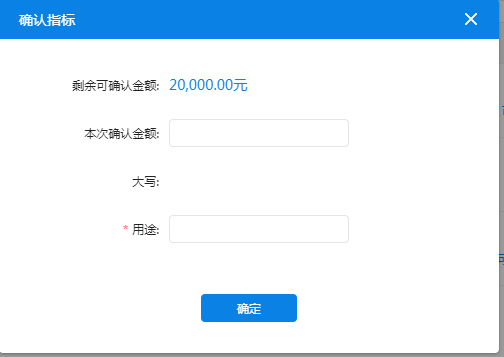 确认指标
剩余可确认金额: 20,000.00元
本次确认金额:
大写:
* 用途:
确定